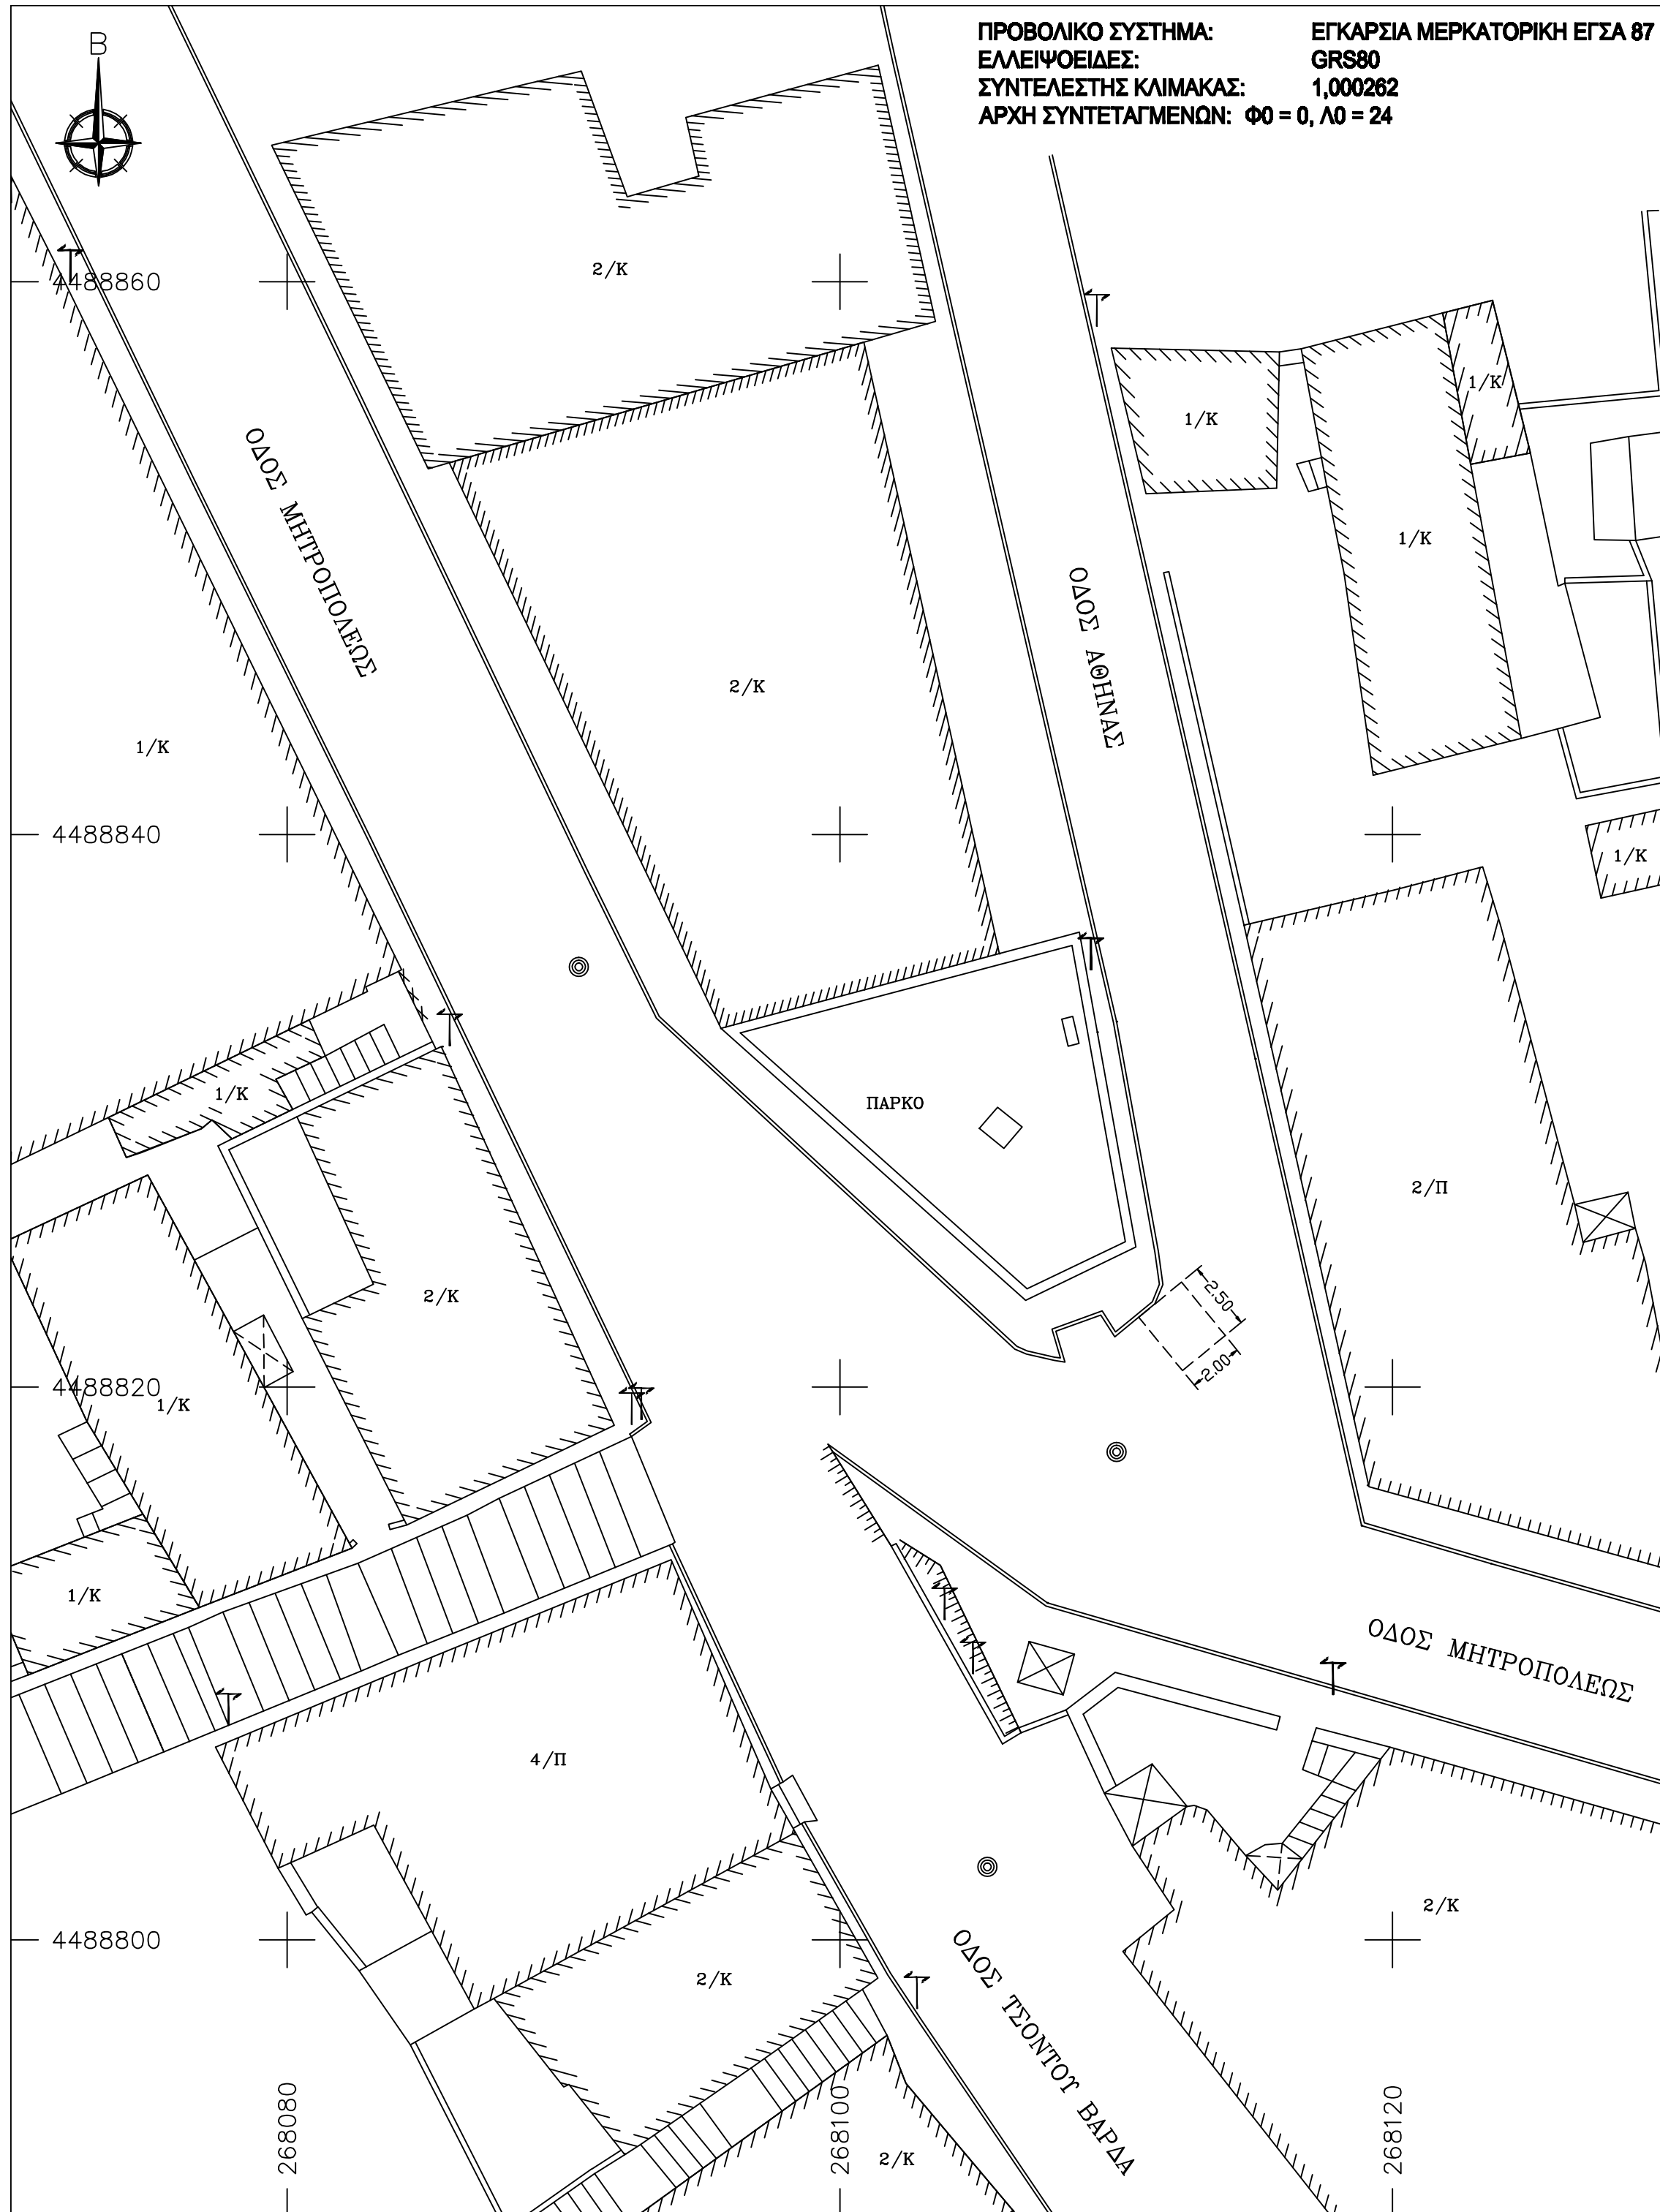 ΠΡΟΒΟΛΙΚΟ ΣΥΣΤΗΜΑ: ΕΓΚΑΡΣΙΑ ΜΕΡΚΑΤΟΡΙΚΗ ΕΓΣΑ 87
ΕΛΛΕΙΨΟΕΙΔΕΣ: GRS80
ΣΥΝΤΕΛΕΣΤΗΣ ΚΛΙΜΑΚΑΣ: 1,000262
ΑΡΧΗ ΣΥΝΤΕΤΑΓΜΕΝΩΝ: Φ0 = 0, Λ0 = 24
Β
2/Κ
4488860
1/Κ
1/Κ
ΟΔΟΣ ΜΗΤΡΟΠΟΛΕΩΣ
1/Κ
ΟΔΟΣ ΑΘΗΝΑΣ
2/Κ
1/Κ
4488840
1/Κ
1/Κ
ΠΑΡΚΟ
2/Π
2/Κ
2.50
2.00
4488820
1/Κ
1/Κ
ΟΔΟΣ ΜΗΤΡΟΠΟΛΕΩΣ
4/Π
2/Κ
4488800
2/Κ
ΟΔΟΣ ΤΣΟΝΤΟΥ ΒΑΡΔΑ
268080
268100
268120
2/Κ